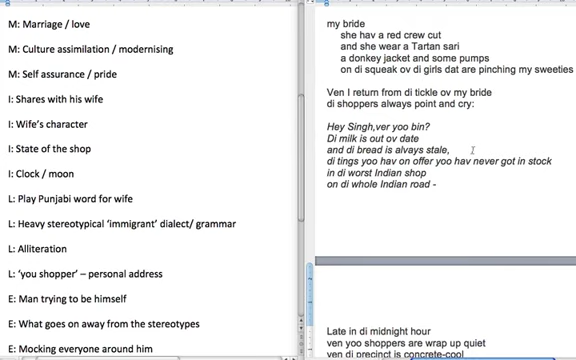 M: Marriage / love
M: Culture assimilation / modernising
M: Self assurance / pride
I: Shares with his wife
I: Wife's character
I: State of the shop
I: Clock / moon
L: Play Punjabi word for wife
L: Heavy stereotypical 'immigrant' dialect/ grammar
L: Alliteration
L: 'you shopper' – personal address
E: Man trying to be himself
E: What goes on away from the stereotypes
E: Mocking everyone around him
my bride
she hav a red crew cut
and she wear a Tartan sari
a donkey jacket and some pumps
on di squeak ov di girls dat are pinching my sweeties
Ven I return from di tickle ov my bride
di shoppers always point and cry:
Hey Singh,ver yoo bin?
Di milk is out ov date
and di bread is alvays stale,
di tings yoo hav on offer yoo hav never got in stock
in di worst Indian shop
on di whole Indian road -
Late in di midnight hour
ven yoo shoppers are wrap up quiet
ven di precinct is concrete-cool